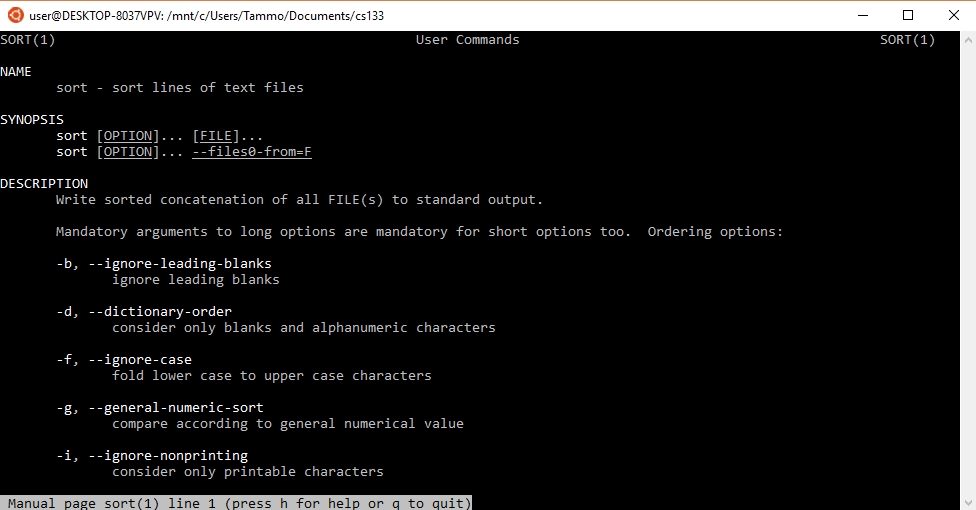 user@DESKTOP-8037VPV: /mnt/c/Users/Tammo/Documents/cs133
SORT(1) User Commands SORT(1)
NAME
sort - sort lines of text files
SYNOPSIS
sort [OPTION]... [FILE]...
sort [OPTION]... --files0-from=F
DESCRIPTION
Write sorted concatenation of all FILE(s) to standard output.
Mandatory arguments to long options are mandatory for short options too.  Ordering options:
-b, --ignore-leading-blanks
ignore leading blanks
-d, --dictionary-order
consider only blanks and alphanumeric characters
-f, --ignore-case
fold lower case to upper case characters
-g, --general-numeric-sort
compare according to general numerical value
-i, --ignore-nonprinting
consider only printable characters
Manual page sort(1) line 1 (press h for help or q to quit)